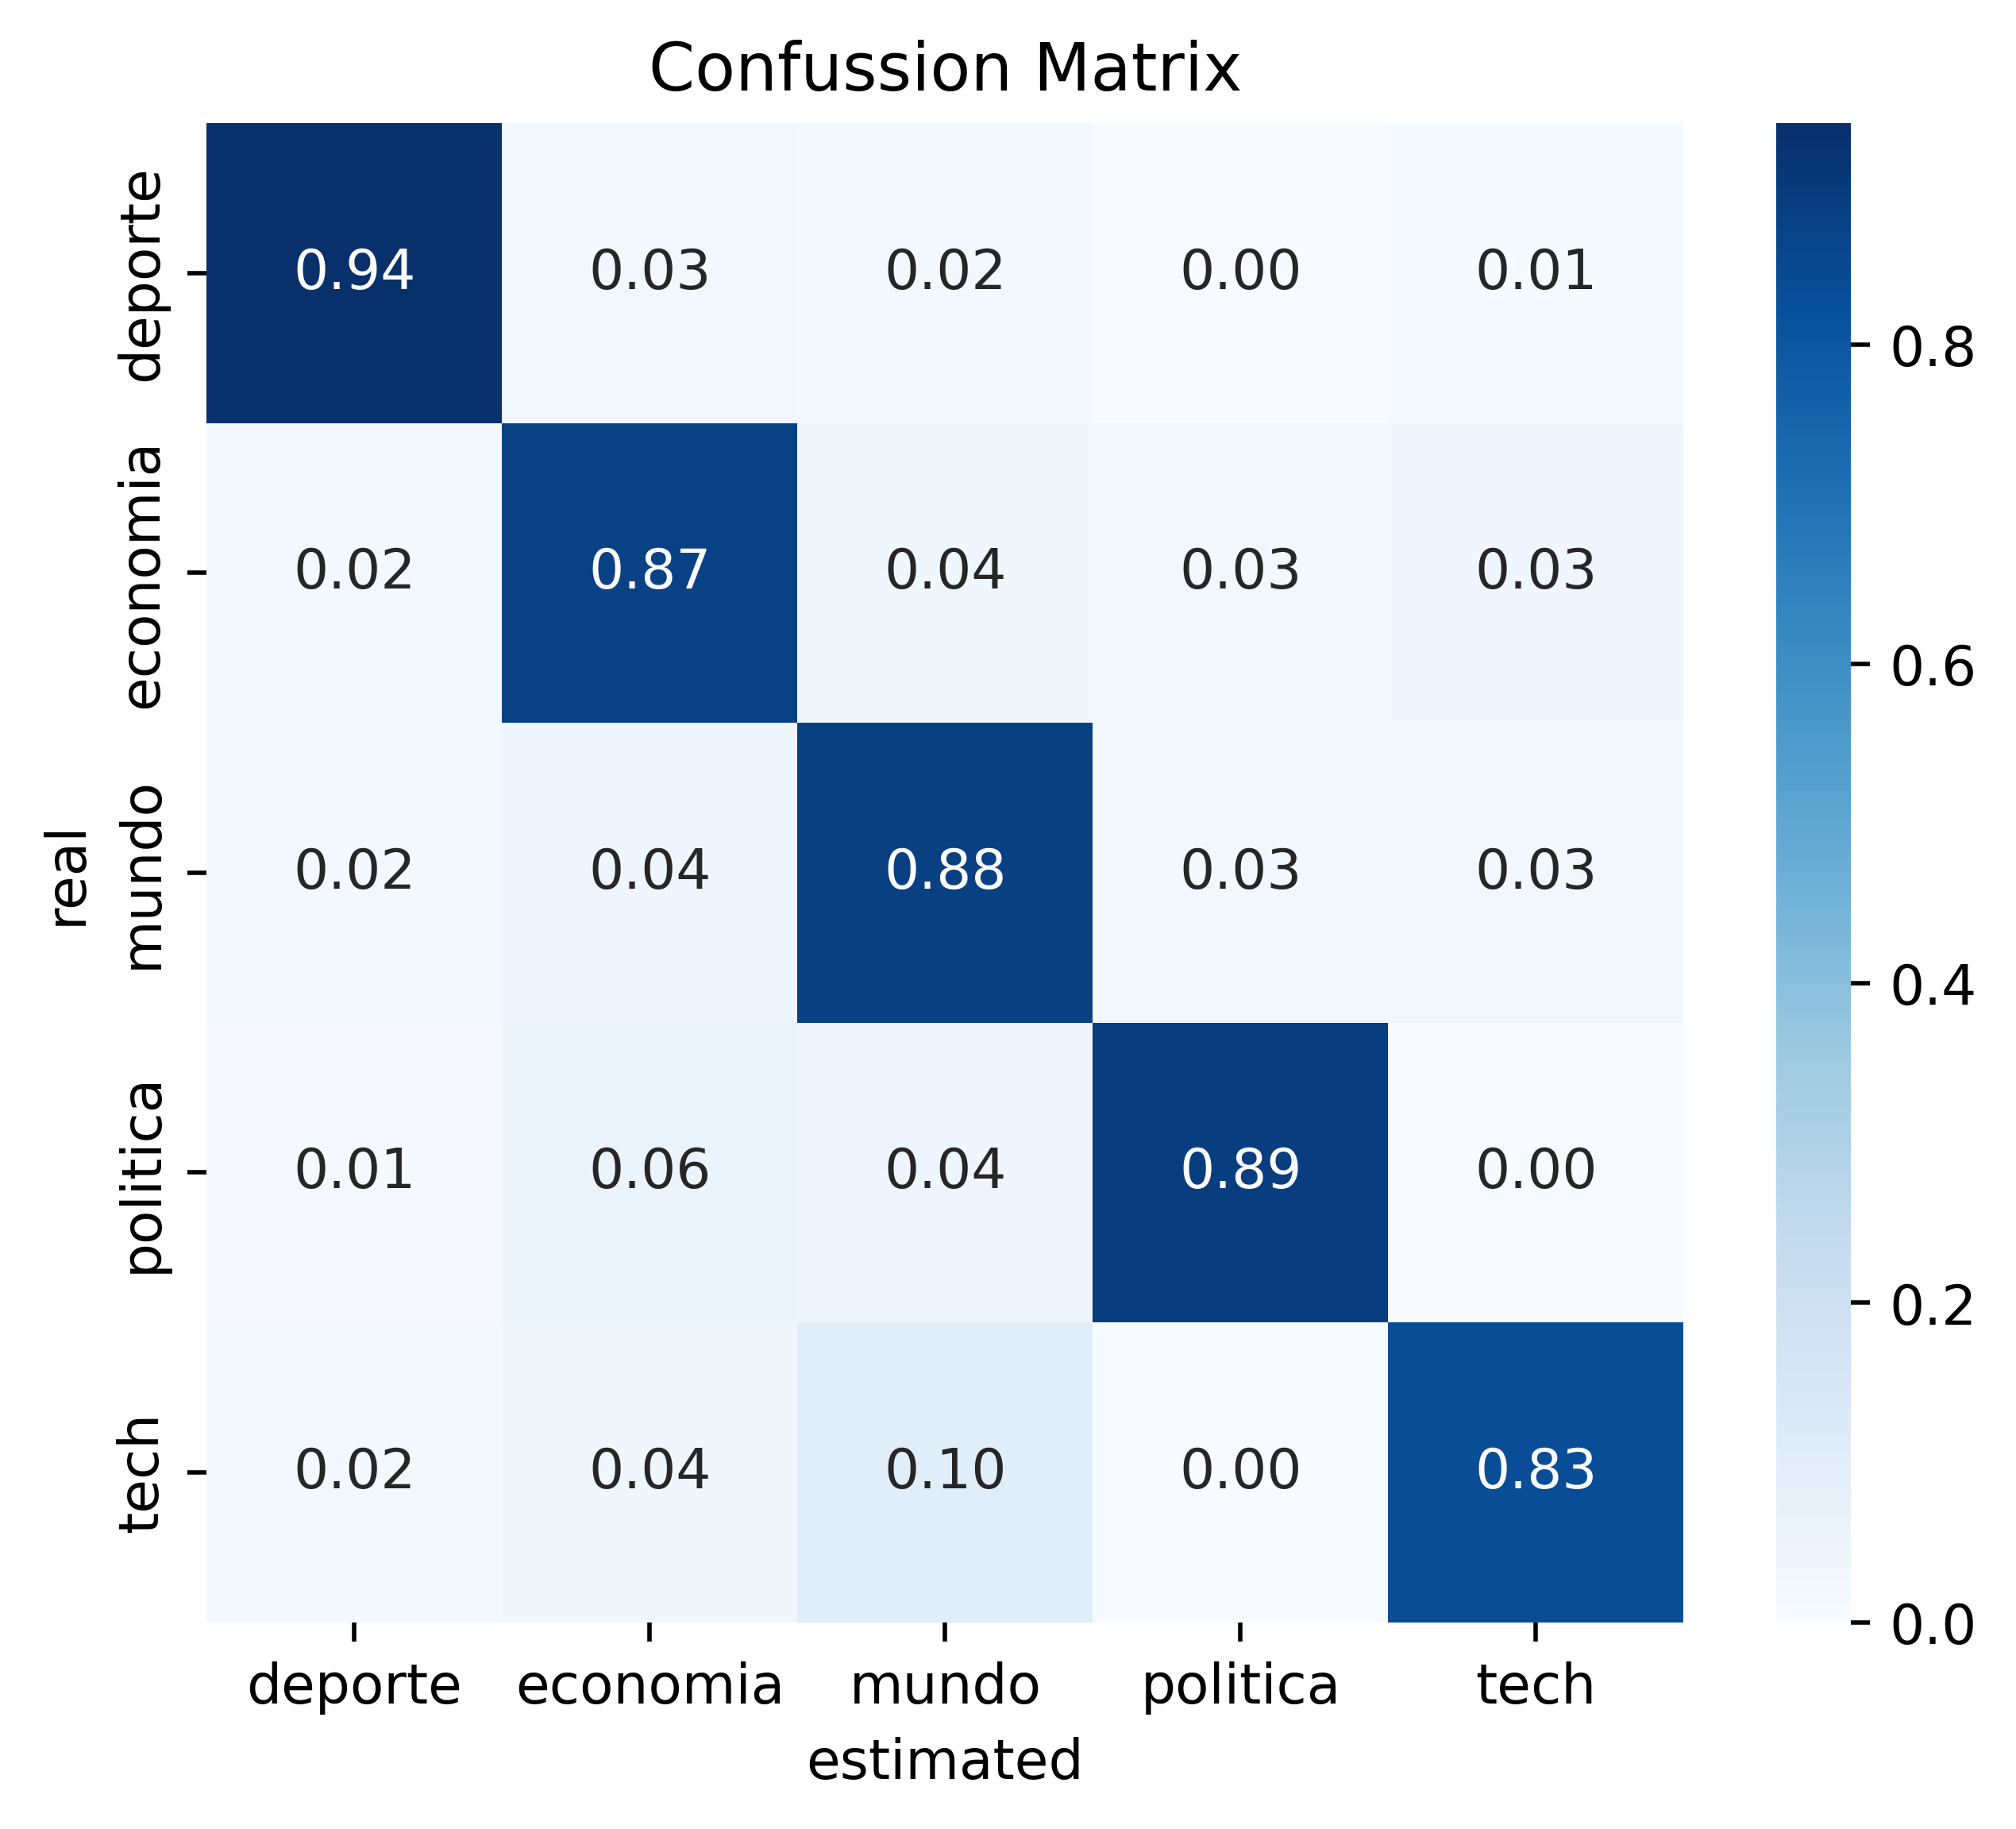 Confussion Matrix
deporte 0.94 0.03 0.02 0.00 0.01
economia 0.02 0.87 0.04 0.03 0.03
mundo 0.02 0.04 0.88 0.03 0.03
politica 0.01 0.06 0.04 0.89 0.00
tech 0.02 0.04 0.10 0.00 0.83
real
deporte economia mundo politica tech
estimated
0.8
0.6
0.4
0.2
0.0